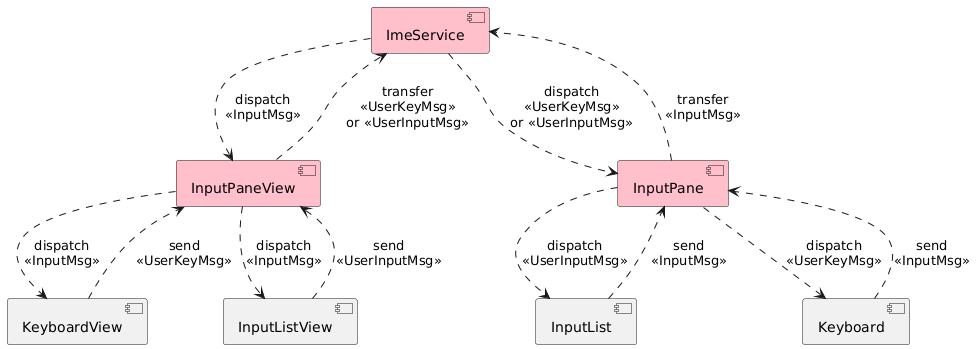 ImeService
dispatch
«InputMsg»
transfer
«UserKeyMsg»
or «UserInputMsg»
dispatch
«UserKeyMsg»
or «UserInputMsg»
transfer
«InputMsg»
InputPaneView
InputPane
dispatch
«InputMsg»
send
«UserKeyMsg»
dispatch
«InputMsg»
send
«UserInputMsg»
dispatch
«UserInputMsg»
send
«InputMsg»
dispatch
«UserKeyMsg»
send
«InputMsg»
KeyboardView
InputListView
InputList
Keyboard